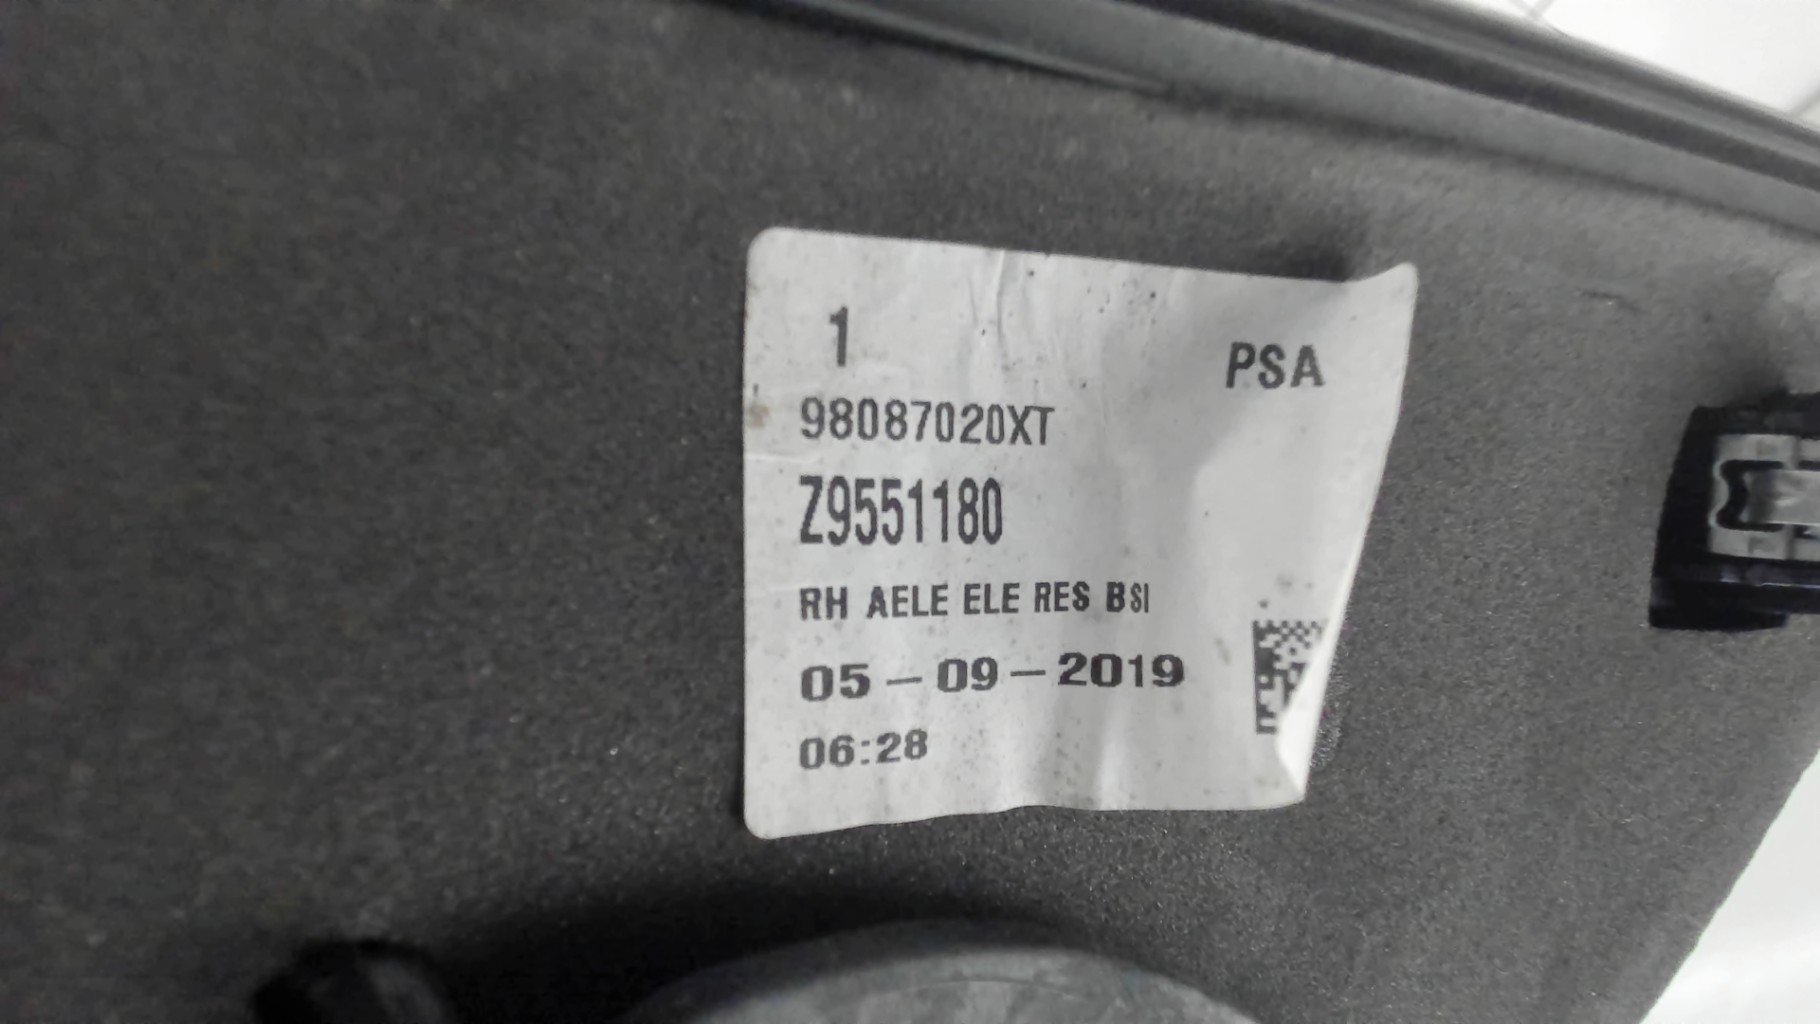 1
PSA
98087020XT
Z9551180
RH AELE ELE RES BSI
05-09-2019
06:28